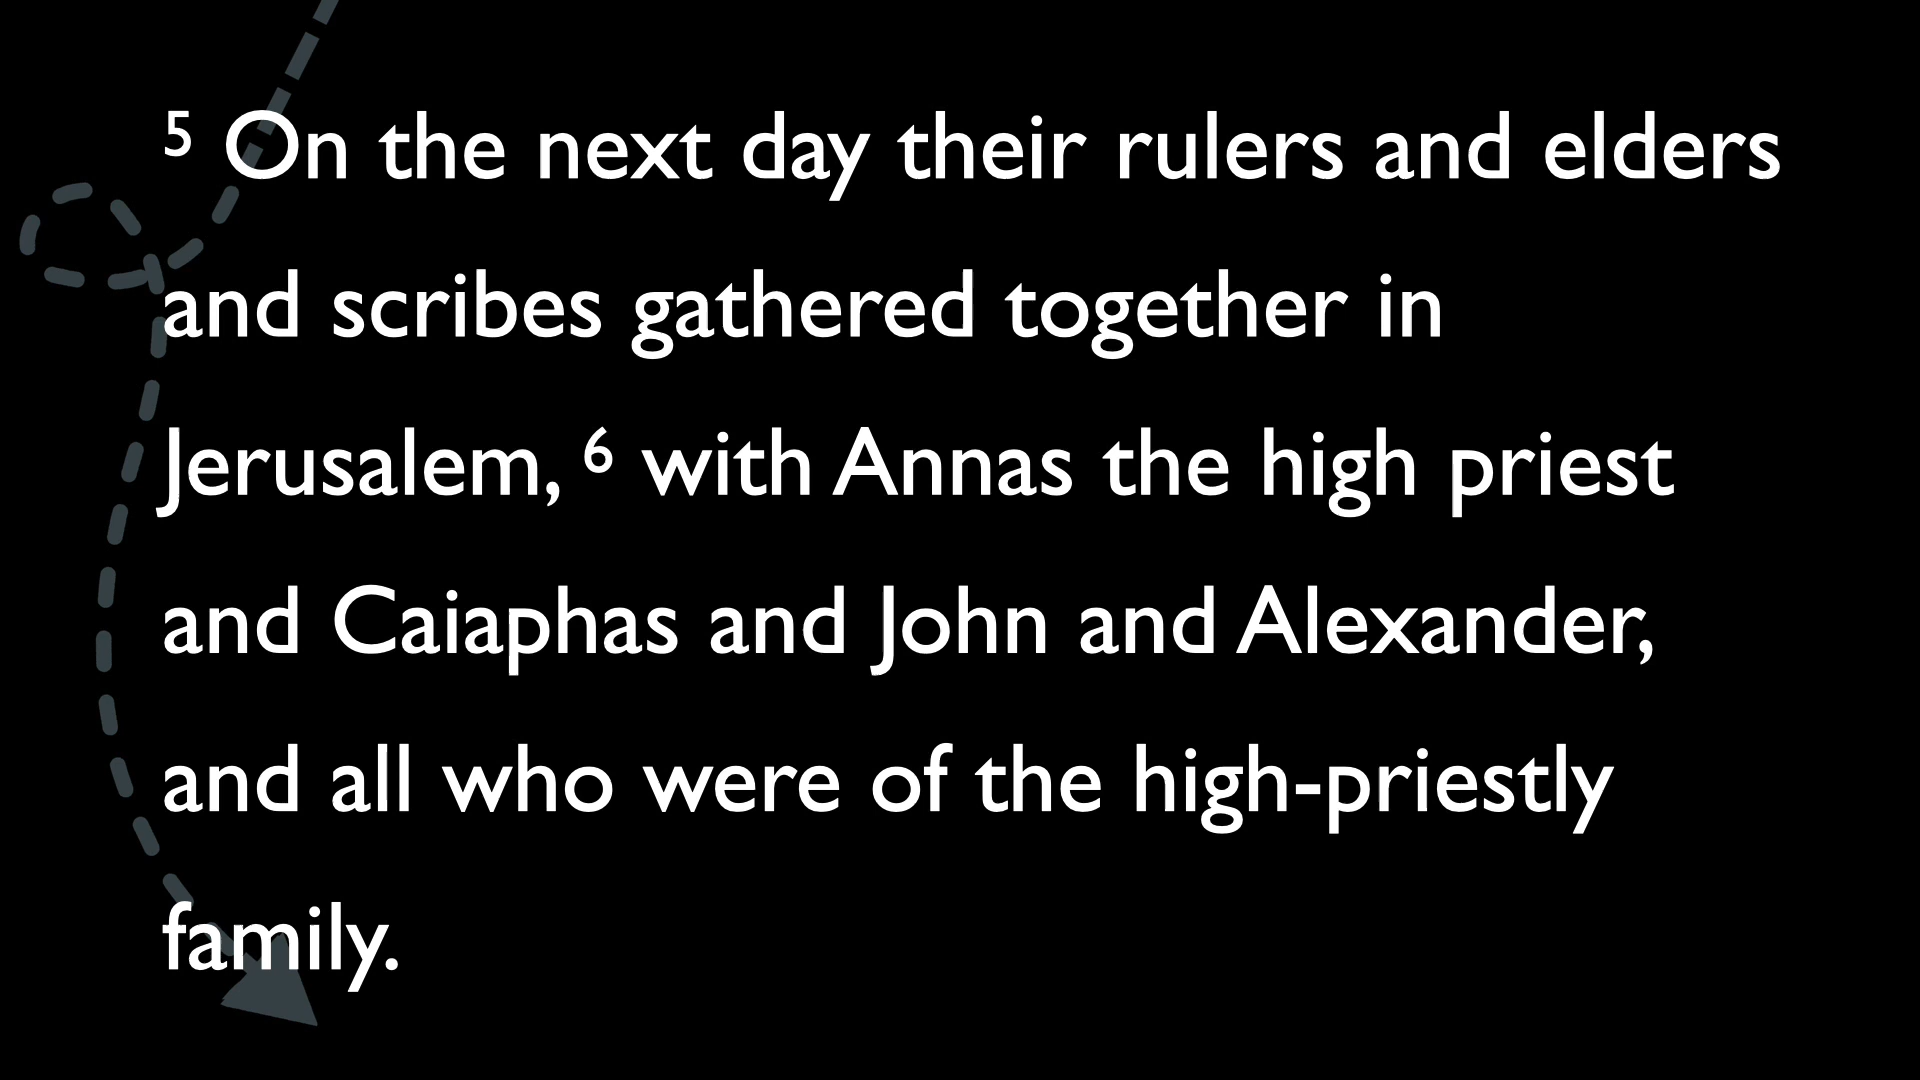 ⁵ On the next day their rulers and elders
and scribes gathered together in
Jerusalem, ⁶ with Annas the high priest
and Caiaphas and John and Alexander,
and all who were of the high-priestly
family.